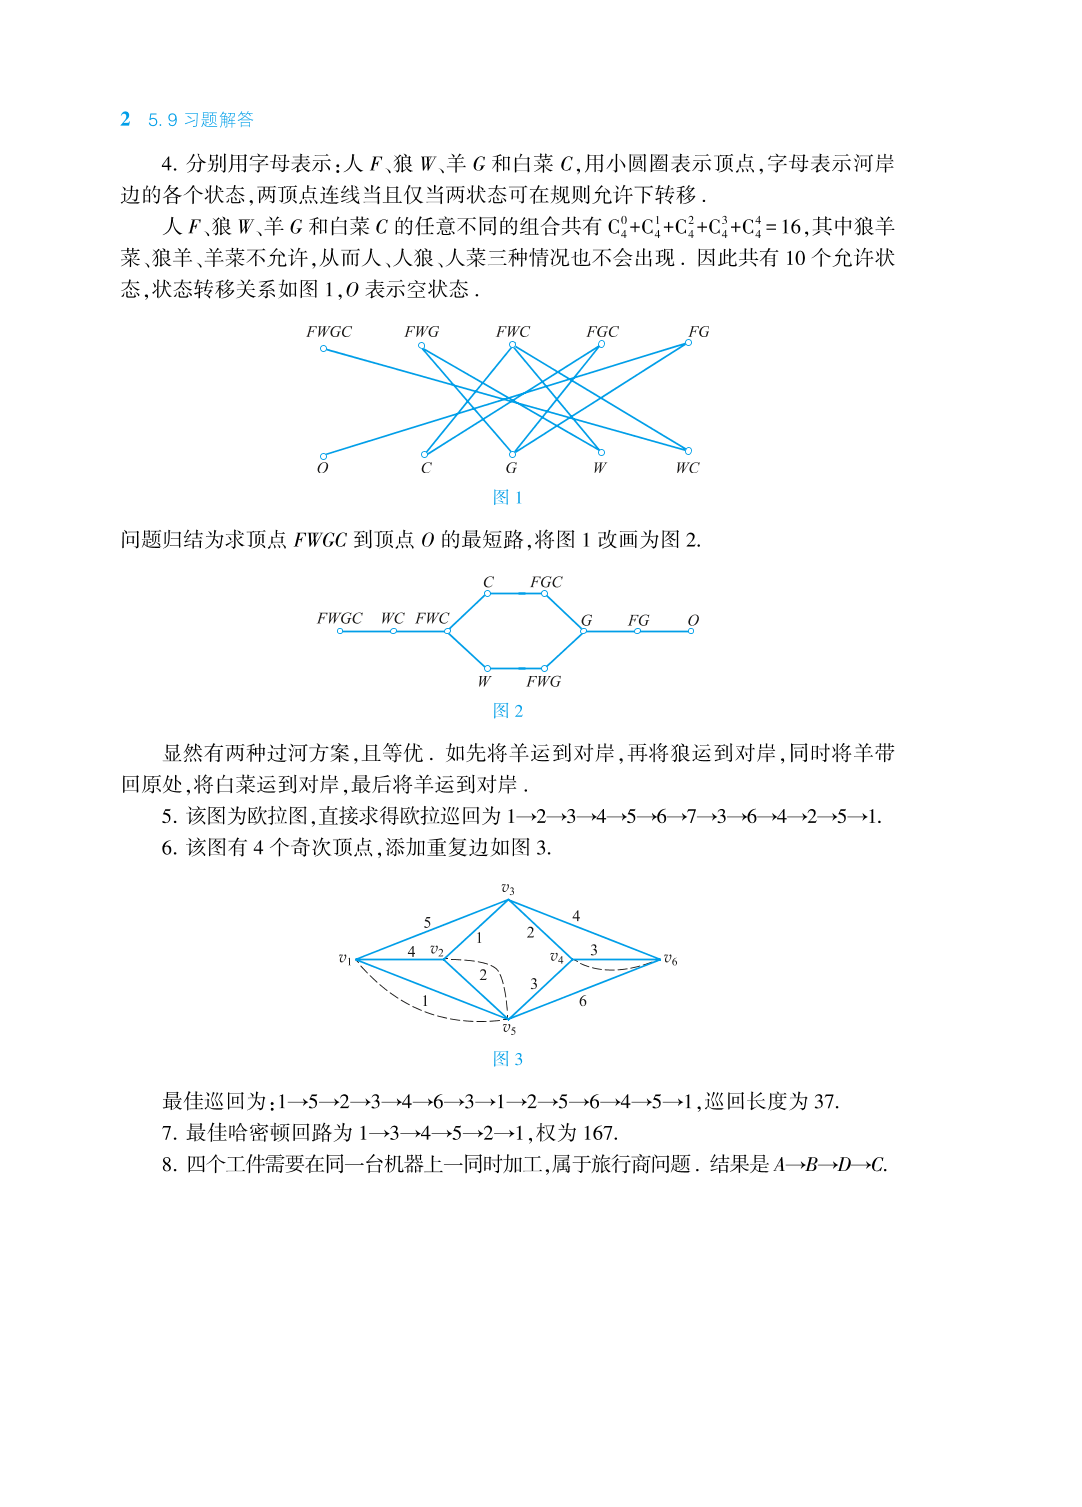 2 5.9 习题解答
4. 分别用字母表示:人 F、狼 W、羊 G 和白菜 C,用小圆圈表示顶点,字母表示河岸
边的各个状态,两顶点连线当且仅当两状态可在规则允许下转移.
人 F、狼 W、羊 G 和白菜 C 的任意不同的组合共有 C₄⁰+C₄¹+C₄²+C₄³+C₄⁴=16,其中狼羊
菜、狼羊、羊菜不允许,从而人、人狼、人菜三种情况也不会出现. 因此共有 10 个允许状
态,状态转移关系如图 1,O 表示空状态.
FWGC FWG FWC FGC FG
O C G W WC
图 1
问题归结为求顶点 FWGC 到顶点 O 的最短路,将图 1 改画为图 2.
C FGC
FWGC WC FWC G FG O
W FWG
图 2
显然有两种过河方案,且等优. 如先将羊运到对岸,再将狼运到对岸,同时将羊带
回原处,将白菜运到对岸,最后将羊运到对岸.
5. 该图为欧拉图,直接求得欧拉巡回为 1→2→3→4→5→6→7→3→6→4→2→5→1.
6. 该图有 4 个奇次顶点,添加重复边如图 3.
v₃
5 4
1 2
v₁ 4 v₂ v₄ 3 v₆
2 3
1 6
v₅
图 3
最佳巡回为:1→5→2→3→4→6→3→1→2→5→6→4→5→1,巡回长度为 37.
7. 最佳哈密顿回路为 1→3→4→5→2→1,权为 167.
8. 四个工件需要在同一台机器上一同时加工,属于旅行商问题. 结果是 A→B→D→C.